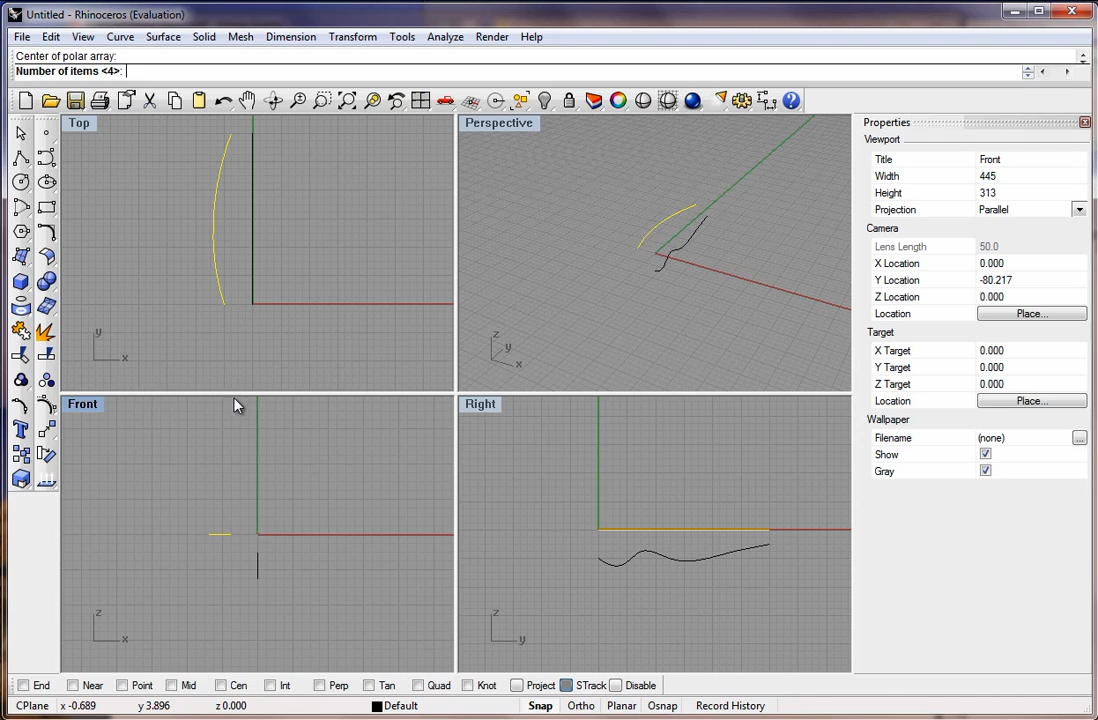 Untitled - Rhinoceros (Evaluation)
File Edit View Curve Surface Solid Mesh Dimension Transform Tools Analyze Render Help
Center of polar array:
Number of items <4>:
Top
Perspective
Properties
Viewport
Title Front
Width 445
Height 313
Projection Parallel
Camera
Lens Length 50.0
X Location 0.000
Y Location -80.217
Z Location 0.000
Location Place...
Target
X Target 0.000
Y Target 0.000
Z Target 0.000
Location Place...
Wallpaper
Filename (none) ...
Show
Gray
y
x
z
y
x
Front
Right
z
x
z
y
End Near Point Mid Cen Int Perp Tan Quad Knot Project STrack Disable
CPlane x -0.689 y 3.896 z 0.000 Default Snap Ortho Planar Osnap Record History